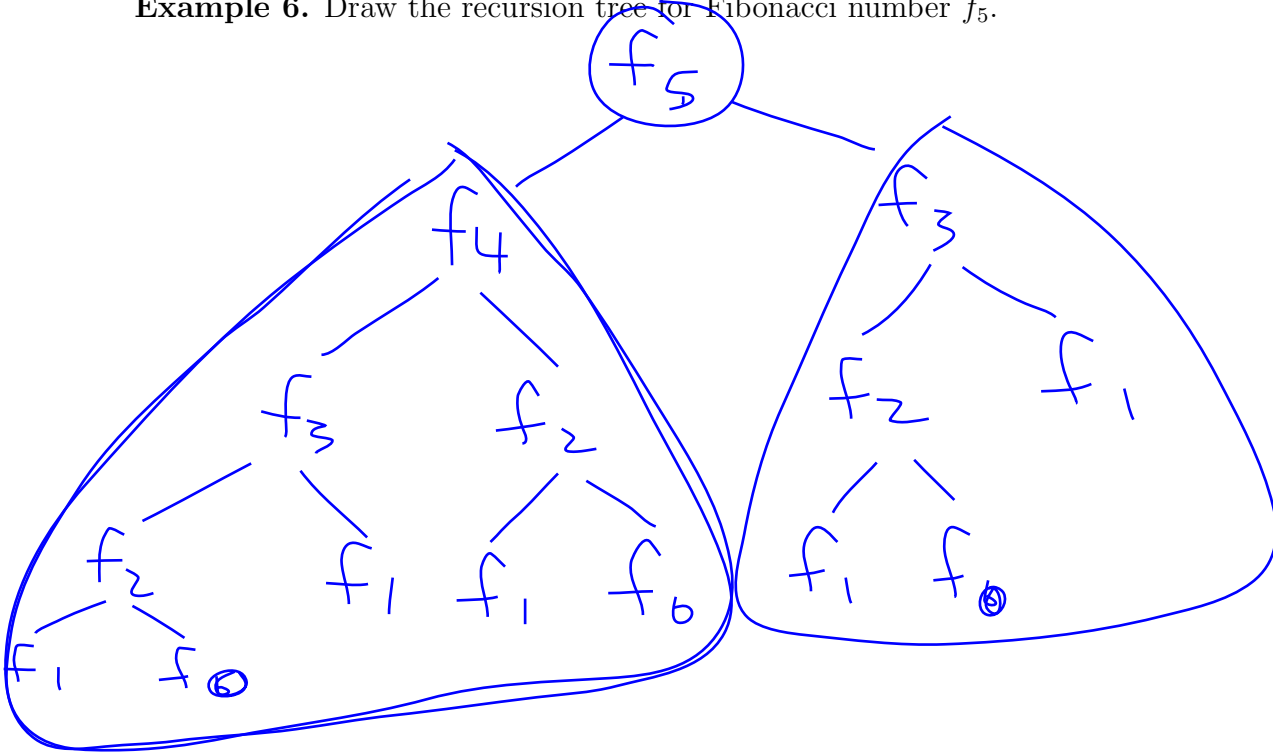 Example 6. Draw the recursion tree for Fibonacci number f₅.
f₅
f₄ f₃
f₃ f₂ f₂ f₁
f₂ f₁ f₁ f₀ f₁ f₀
f₁ f₀